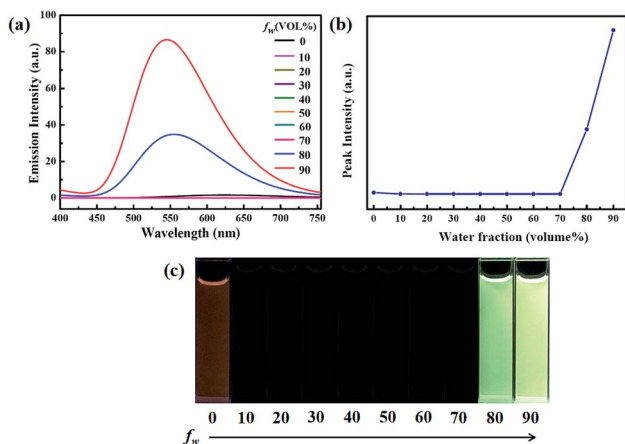 (a)
100
80
60
40
20
0
Emission Intensity (a.u.)
400 450 500 550 600 650 700 750
Wavelength (nm)
fw(VOL%)
0
10
20
30
40
50
60
70
80
90
(b)
Peak Intensity (a.u.)
0 10 20 30 40 50 60 70 80 90
Water fraction (volume%)
(c)
0 10 20 30 40 50 60 70 80 90
fw